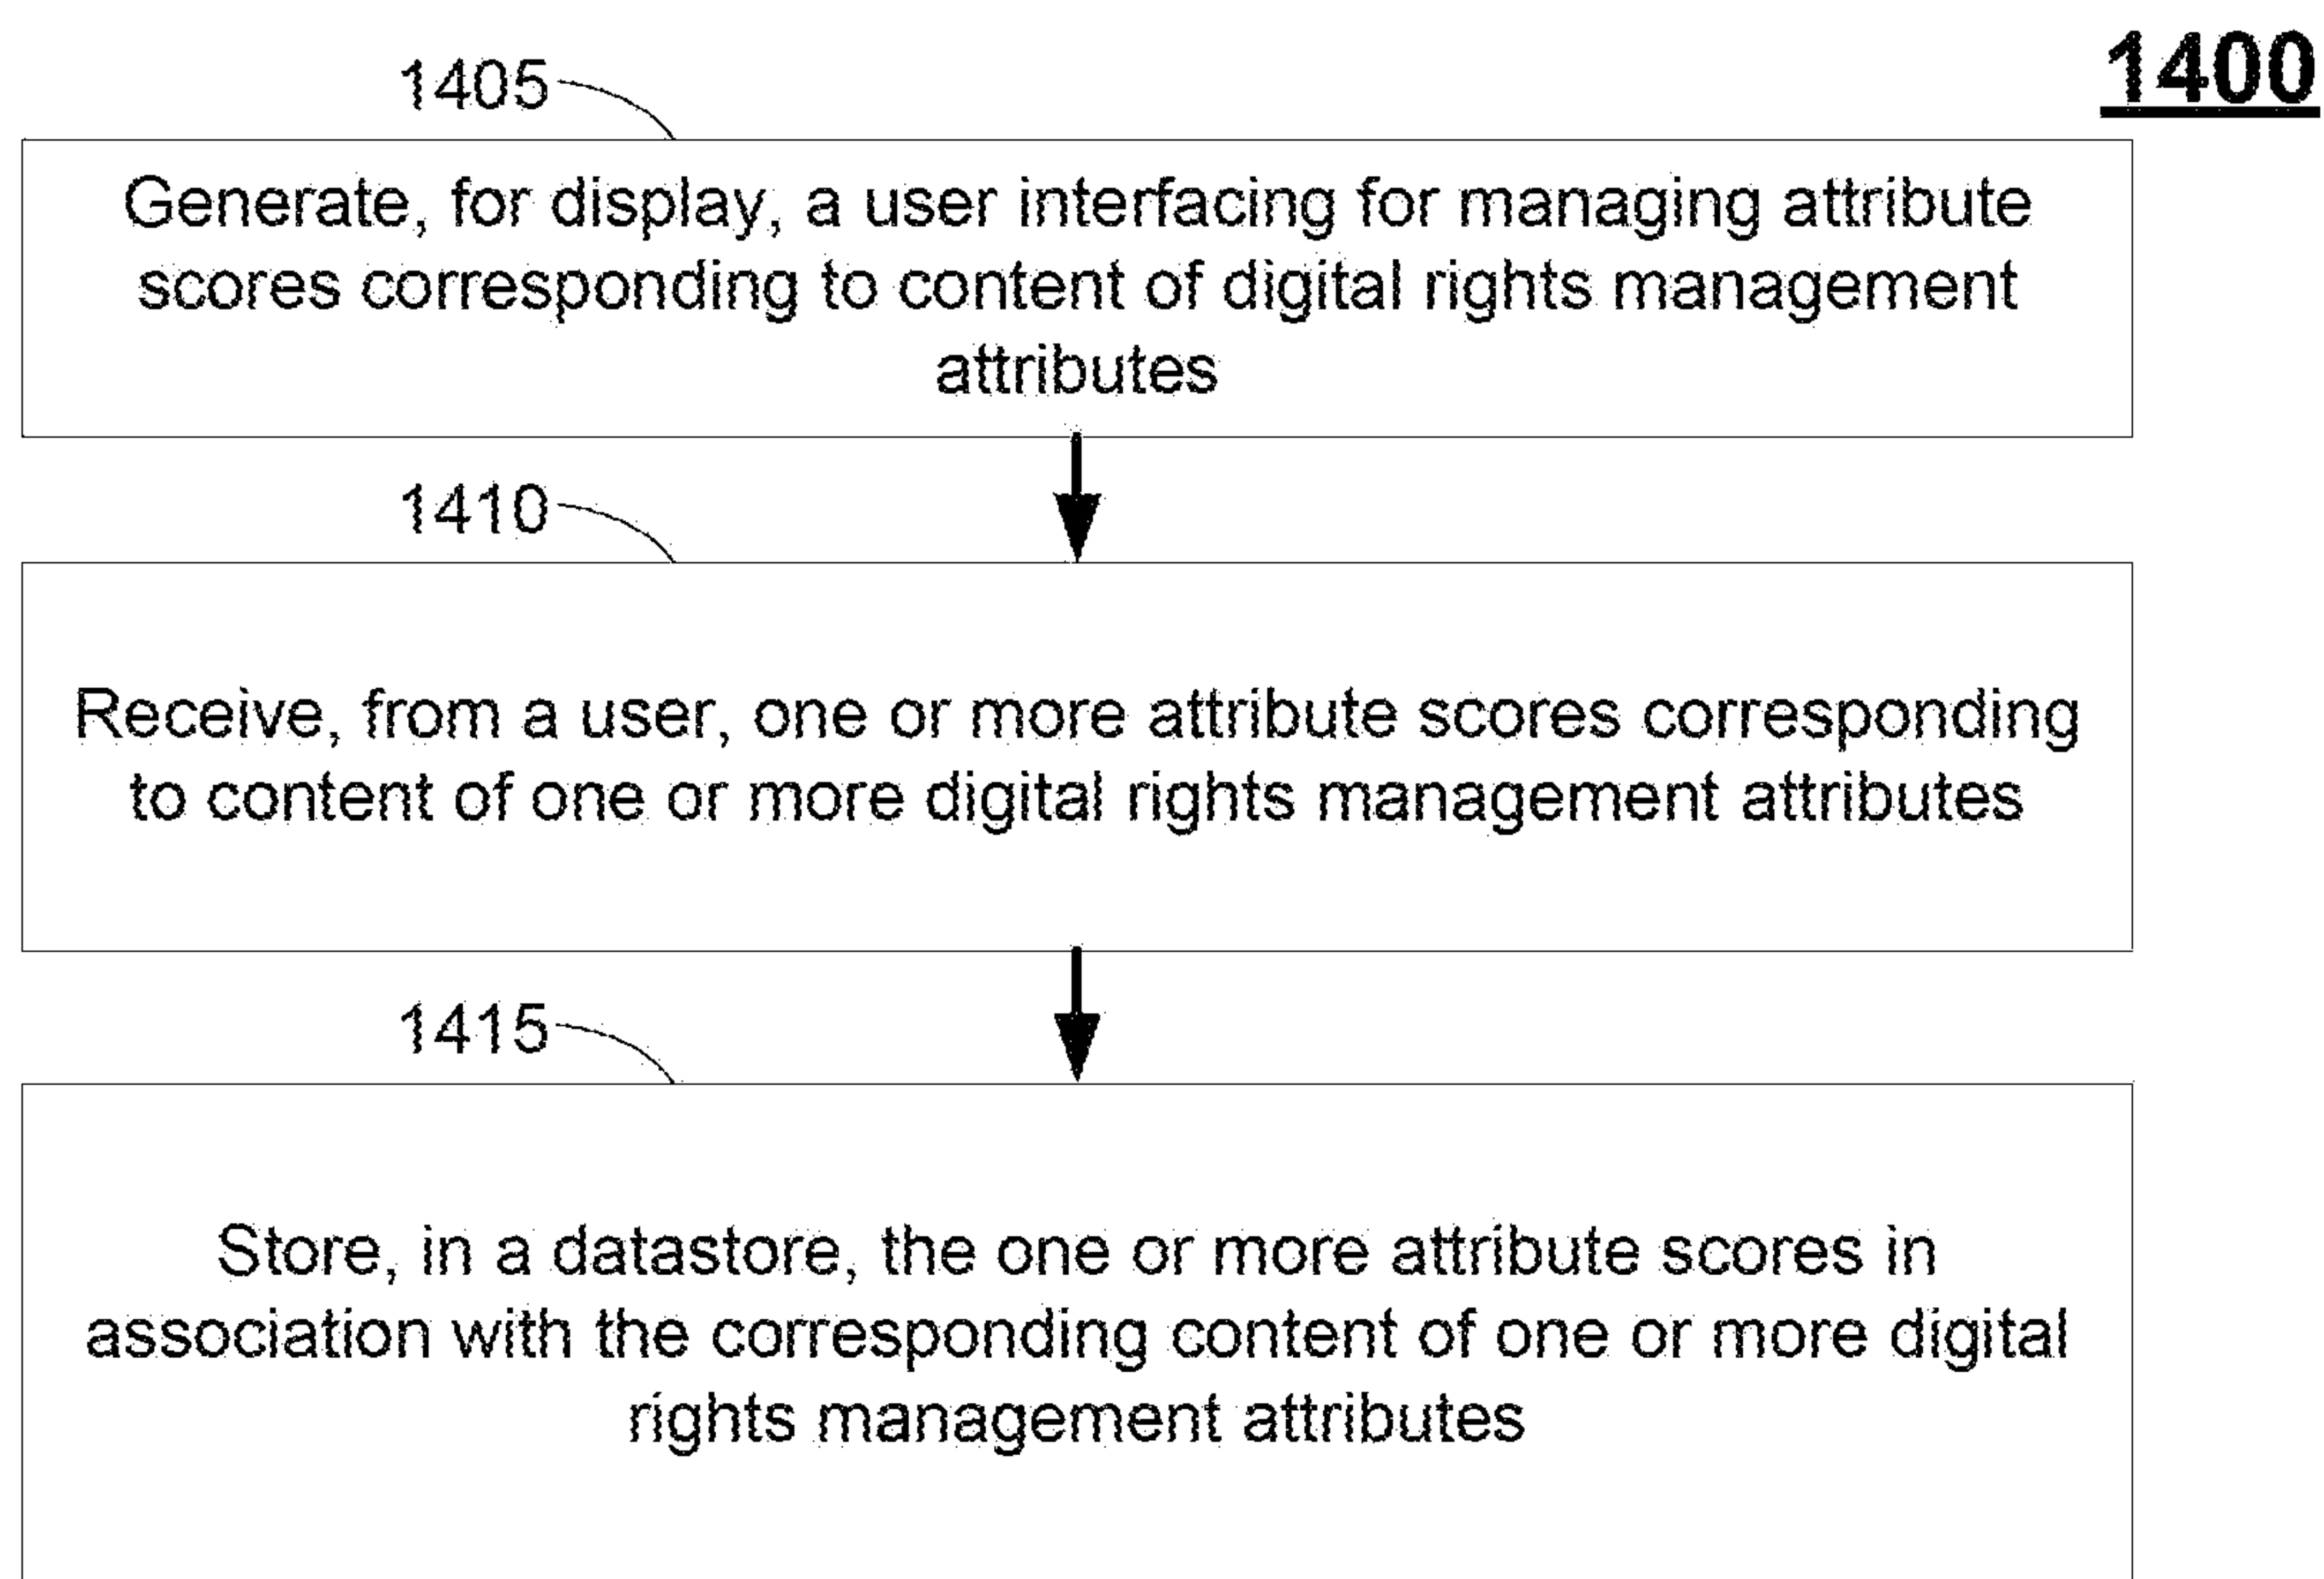 1400
1405
Generate, for display, a user interfacing for managing attribute
scores corresponding to content of digital rights management
attributes
1410
Receive, from a user, one or more attribute scores corresponding
to content of one or more digital rights management attributes
1415
Store, in a datastore, the one or more attribute scores in
association with the corresponding content of one or more digital
rights management attributes